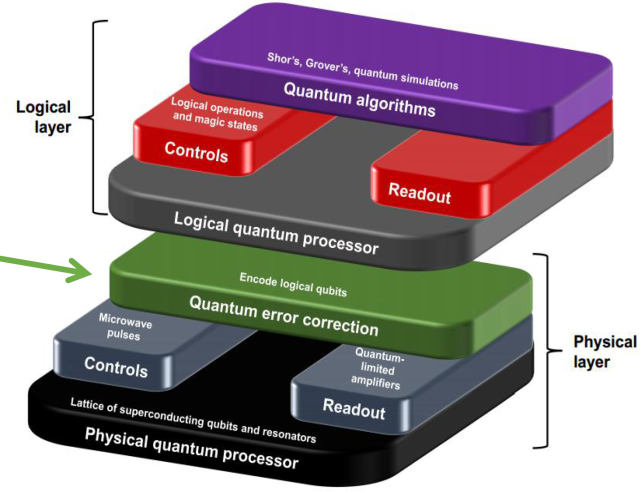 Shor's, Grover's, quantum simulations
Quantum algorithms
Logical
layer
Logical operations
and magic states
Controls
Readout
Logical quantum processor
Encode logical qubits
Quantum error correction
Microwave
pulses
Controls
Quantum-
limited
amplifiers
Readout
Physical
layer
Lattice of superconducting qubits and resonators
Physical quantum processor